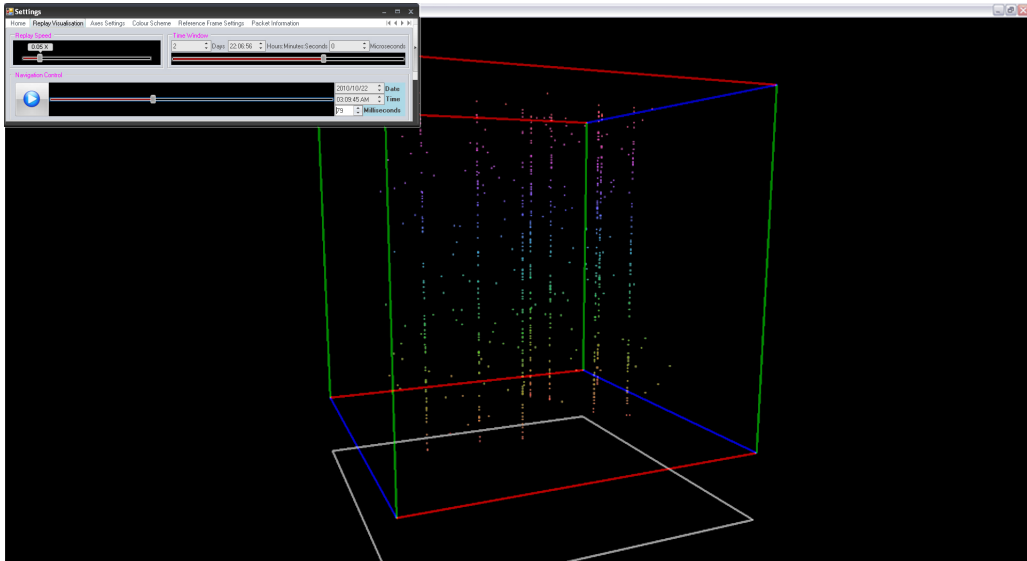 Settings
Home Replay Visualisation Axes Settings Colour Scheme Reference Frame Settings Packet Information
Replay Speed
0.05 X
Time Window
2 Days 22:06:56 Hours:Minutes:Seconds 0 Microseconds
Navigation Control
2010/10/22 Date
03:09:45 AM Time
79 Milliseconds